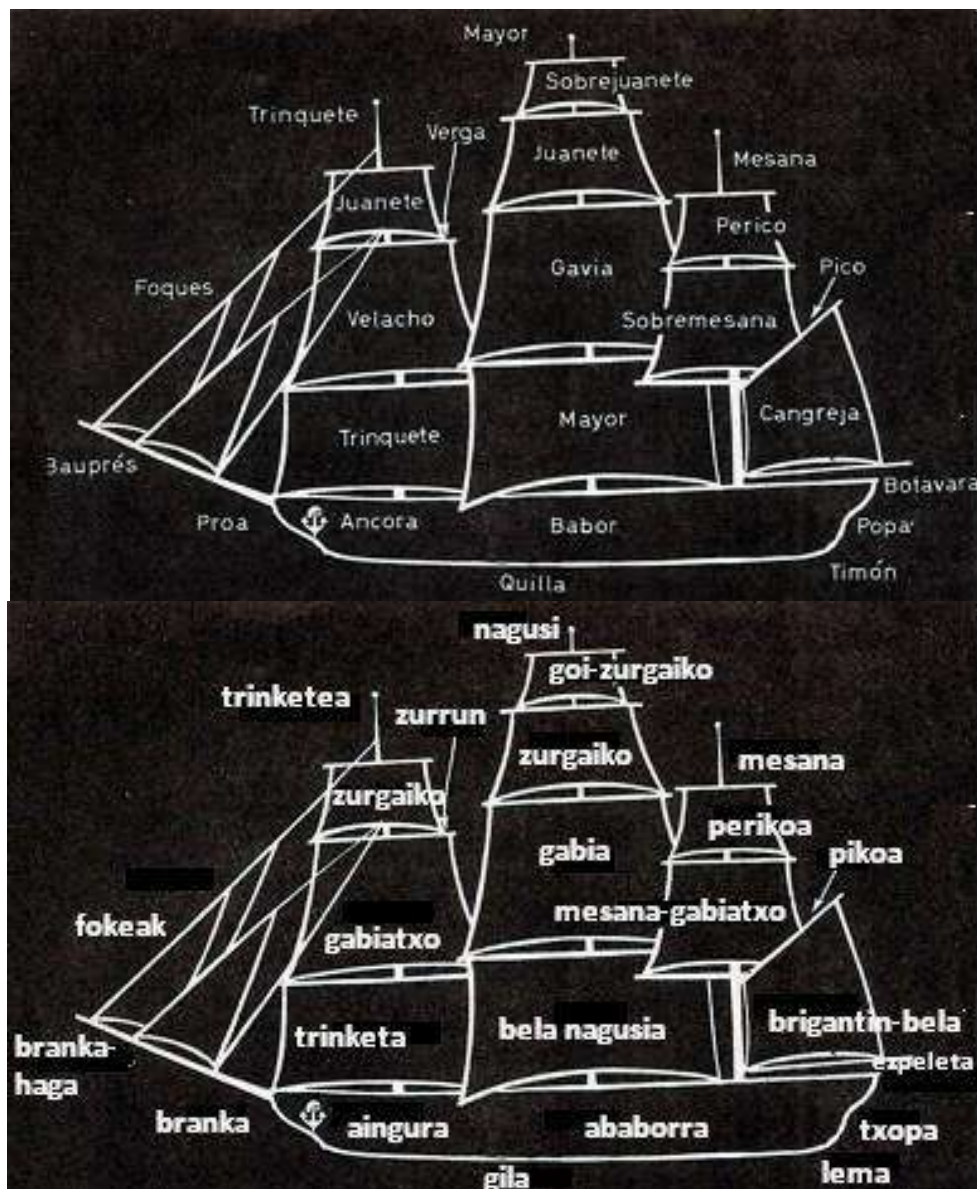 Mayor
Sobrejuanete
Trinquete
Verga
Juanete
Mesana
Juanete
Perico
Foques
Gavia
Pico
Velacho
Sobremesana
Trinquete
Mayor
Cangreja
Bauprés
Botavara
Proa
Ancora
Babor
Popa
Timón
Quilla
nagusi
goi-zurgaiko
trinketea
zurrun
zurgaiko
mesana
zurgaiko
perikoa
gabia
pikoa
fokeak
gabiatxo
mesana-gabiatxo
trinketa
bela nagusia
brigantin-bela
branka-
haga
expeleta
branka
aingura
ababorra
txopa
gila
lema